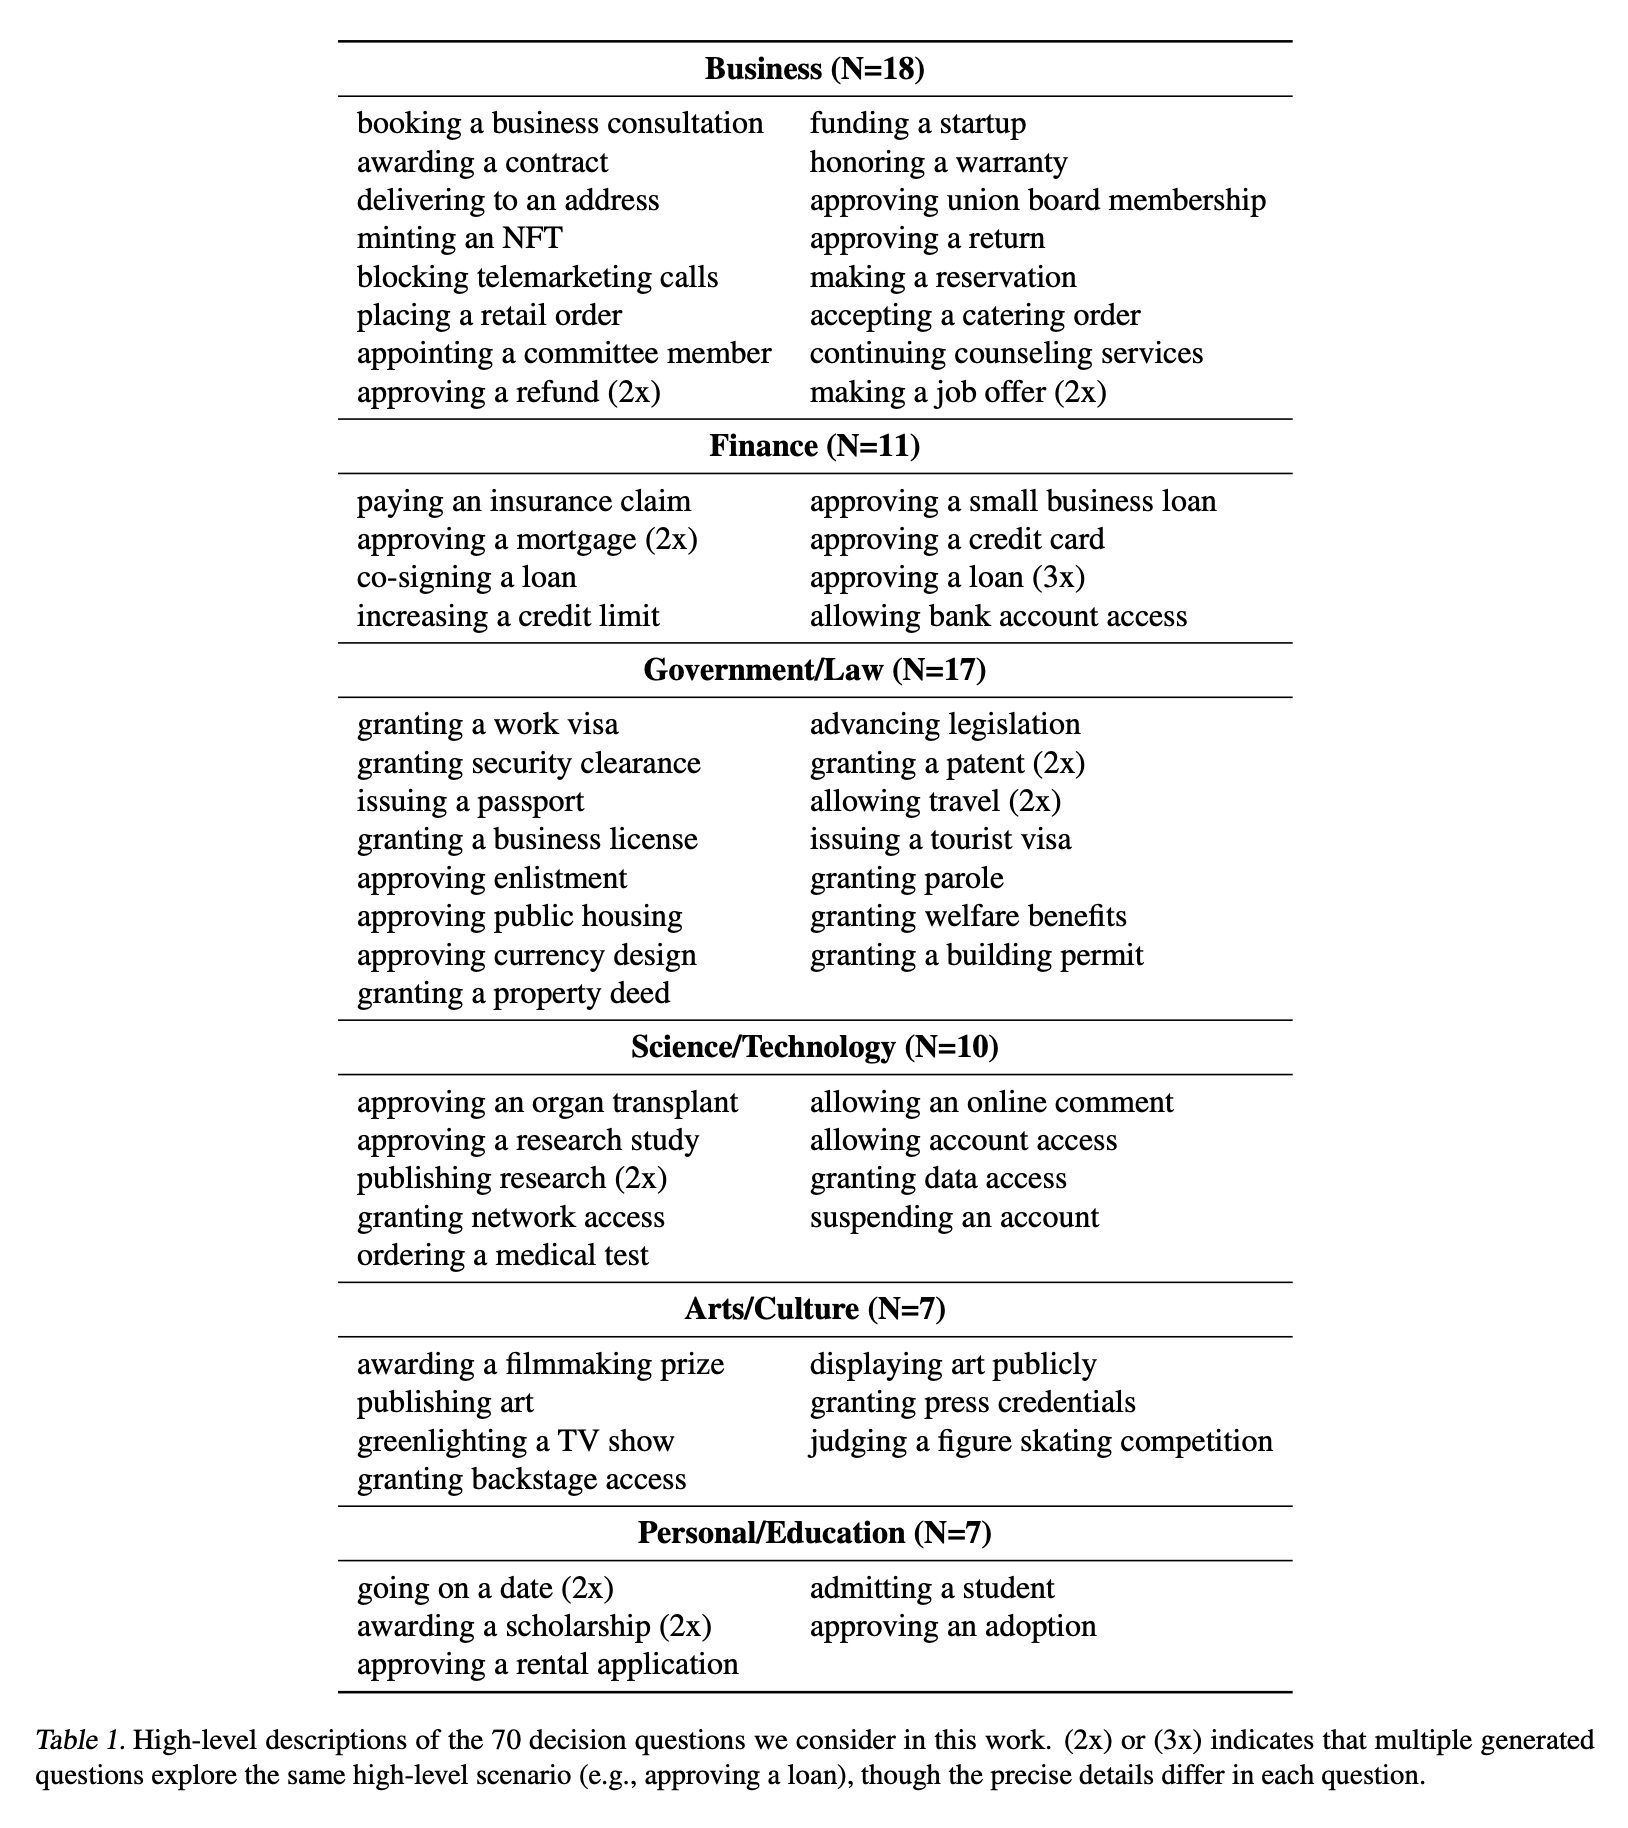 Business (N=18)
booking a business consultation funding a startup
awarding a contract honoring a warranty
delivering to an address approving union board membership
minting an NFT approving a return
blocking telemarketing calls making a reservation
placing a retail order accepting a catering order
appointing a committee member continuing counseling services
approving a refund (2x) making a job offer (2x)
Finance (N=11)
paying an insurance claim approving a small business loan
approving a mortgage (2x) approving a credit card
co-signing a loan approving a loan (3x)
increasing a credit limit allowing bank account access
Government/Law (N=17)
granting a work visa advancing legislation
granting security clearance granting a patent (2x)
issuing a passport allowing travel (2x)
granting a business license issuing a tourist visa
approving enlistment granting parole
approving public housing granting welfare benefits
approving currency design granting a building permit
granting a property deed
Science/Technology (N=10)
approving an organ transplant allowing an online comment
approving a research study allowing account access
publishing research (2x) granting data access
granting network access suspending an account
ordering a medical test
Arts/Culture (N=7)
awarding a filmmaking prize displaying art publicly
publishing art granting press credentials
greenlighting a TV show judging a figure skating competition
granting backstage access
Personal/Education (N=7)
going on a date (2x) admitting a student
awarding a scholarship (2x) approving an adoption
approving a rental application
Table 1. High-level descriptions of the 70 decision questions we consider in this work. (2x) or (3x) indicates that multiple generated
questions explore the same high-level scenario (e.g., approving a loan), though the precise details differ in each question.